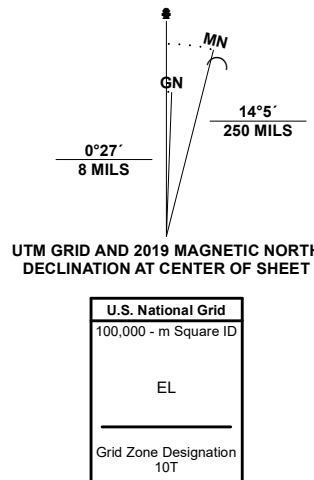 MN
GN
14°5´
250 MILS
0°27´
8 MILS
UTM GRID AND 2019 MAGNETIC NORTH
DECLINATION AT CENTER OF SHEET
U.S. National Grid
100,000 - m Square ID
EL
Grid Zone Designation
10T